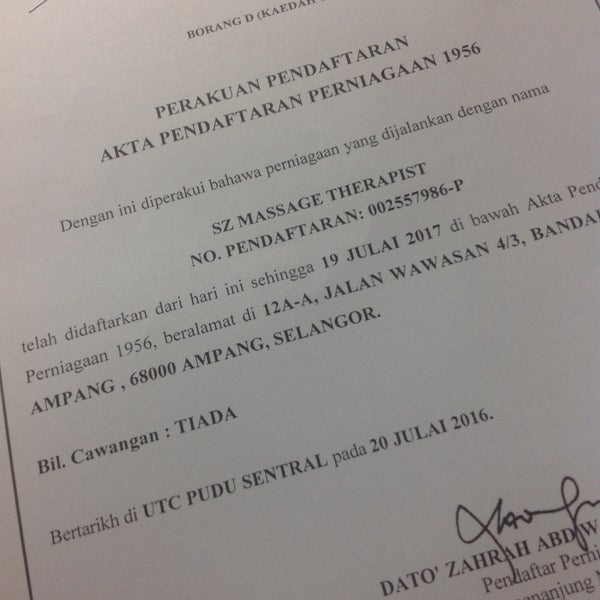 BORANG D (KAEDAH
PERAKUAN PENDAFTARAN
AKTA PENDAFTARAN PERNIAGAAN 1956
Dengan ini diperakui bahawa perniagaan yang dijalankan dengan nama
SZ MASSAGE THERAPIST
NO. PENDAFTARAN: 002557986-P
telah didaftarkan dari hari ini sehingga 19 JULAI 2017 di bawah Akta Pend
Perniagaan 1956, beralamat di 12A-A, JALAN WAWASAN 4/3, BANDA
AMPANG , 68000 AMPANG, SELANGOR.
Bil. Cawangan : TIADA
Bertarikh di UTC PUDU SENTRAL pada 20 JULAI 2016.
DATO' ZAHRAH ABD W
Pendaftar Perni
enanjung